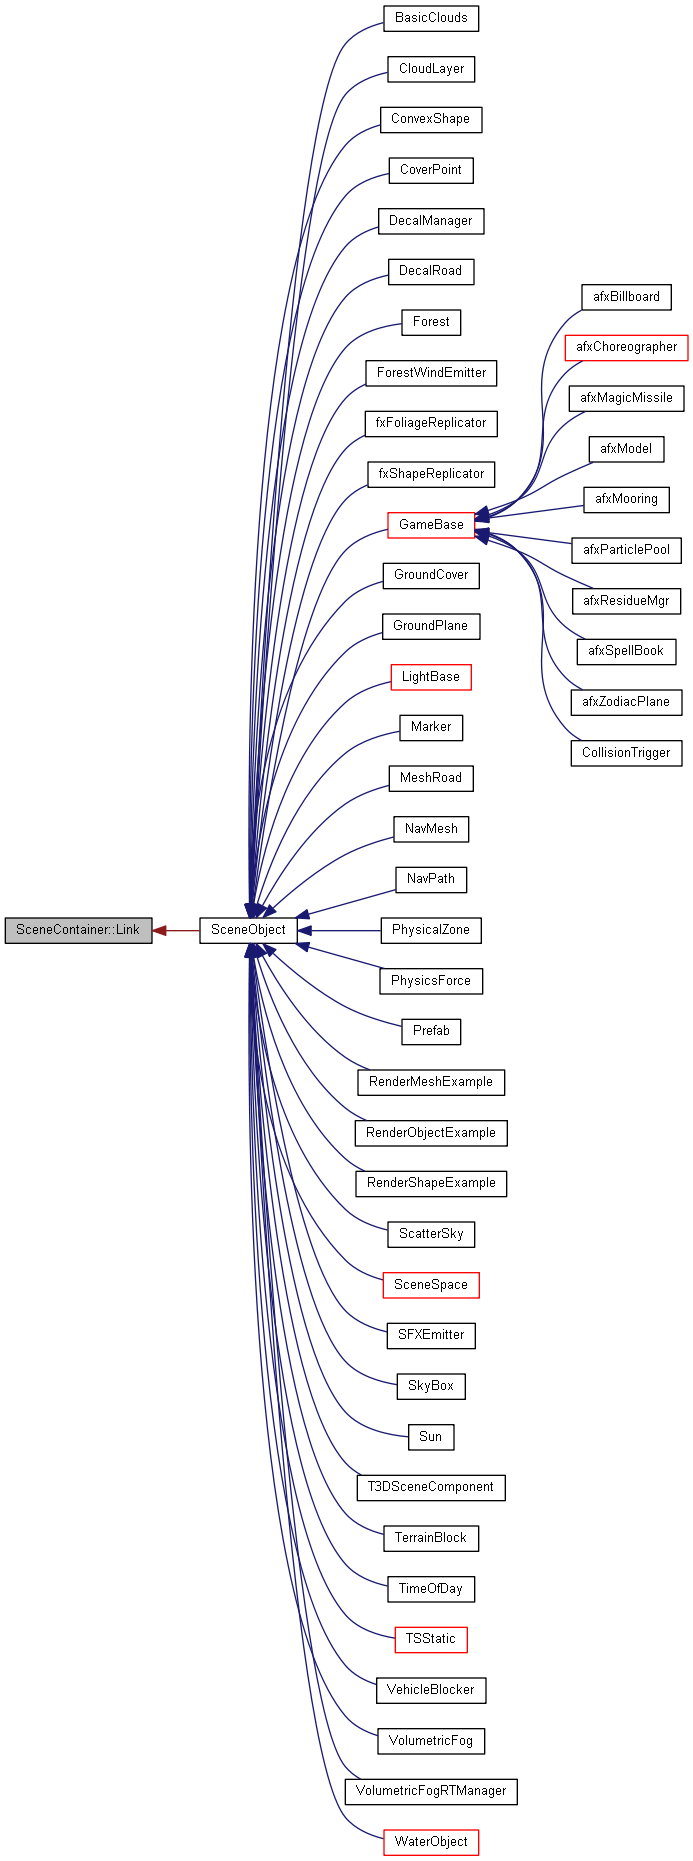 BasicClouds
CloudLayer
ConvexShape
CoverPoint
DecalManager
DecalRoad
afxBillboard
Forest
afxChoreographer
ForestWindEmitter
afxMagicMissile
fxFoliageReplicator
afxModel
fxShapeReplicator
afxMooring
GameBase
afxParticlePool
GroundCover
afxResidueMgr
GroundPlane
afxSpellBook
LightBase
afxZodiacPlane
Marker
CollisionTrigger
MeshRoad
NavMesh
NavPath
SceneContainer::Link
SceneObject
PhysicalZone
PhysicsForce
Prefab
RenderMeshExample
RenderObjectExample
RenderShapeExample
ScatterSky
SceneSpace
SFXEmitter
SkyBox
Sun
T3DSceneComponent
TerrainBlock
TimeOfDay
TSStatic
VehicleBlocker
VolumetricFog
VolumetricFogRTManager
WaterObject